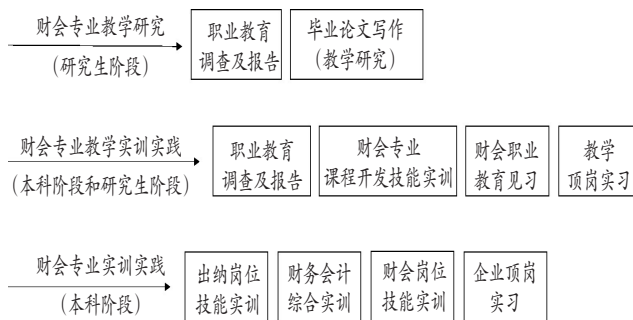 财会专业教学研究
(研究生阶段)
职业教育
调查及报告
毕业论文写作
(教学研究)
财会专业教学实训实践
(本科阶段和研究生阶段)
职业教育
调查及报告
财会专业
课程开发技能实训
财会职业
教育见习
教学
顶岗实习
财会专业实训实践
(本科阶段)
出纳岗位
技能实训
财务会计
综合实训
财会岗位
技能实训
企业顶岗
实习